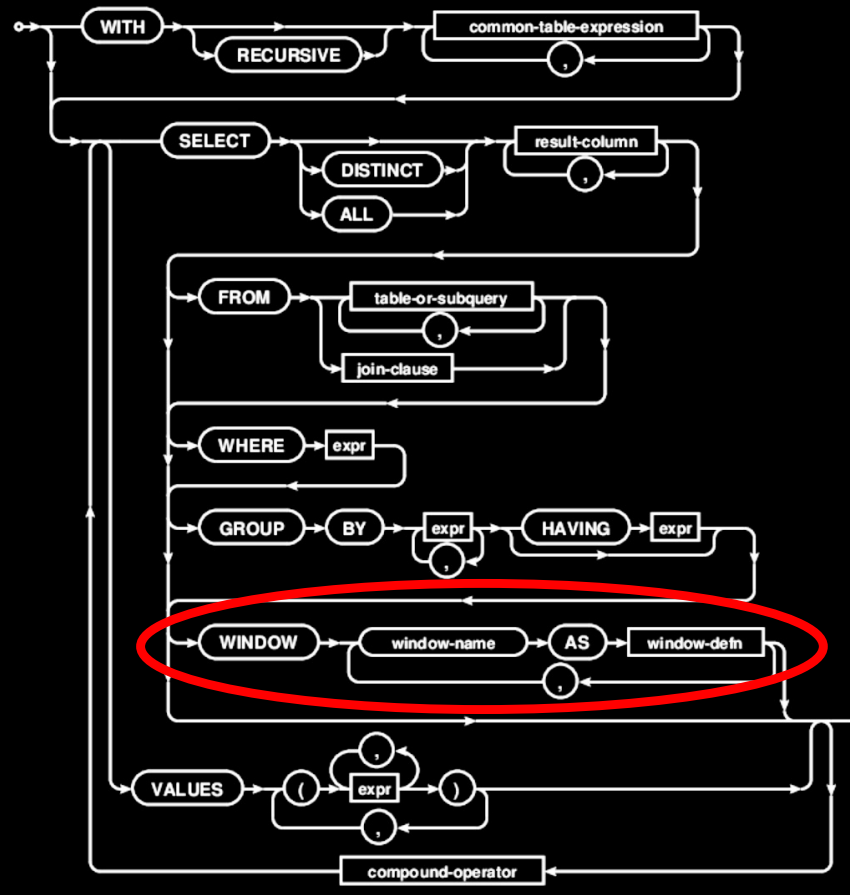 WITH RECURSIVE common-table-expression ,
SELECT DISTINCT ALL result-column ,
FROM table-or-subquery , join-clause
WHERE expr
GROUP BY expr , HAVING expr
WINDOW window-name AS window-defn ,
VALUES ( expr , ) ,
compound-operator